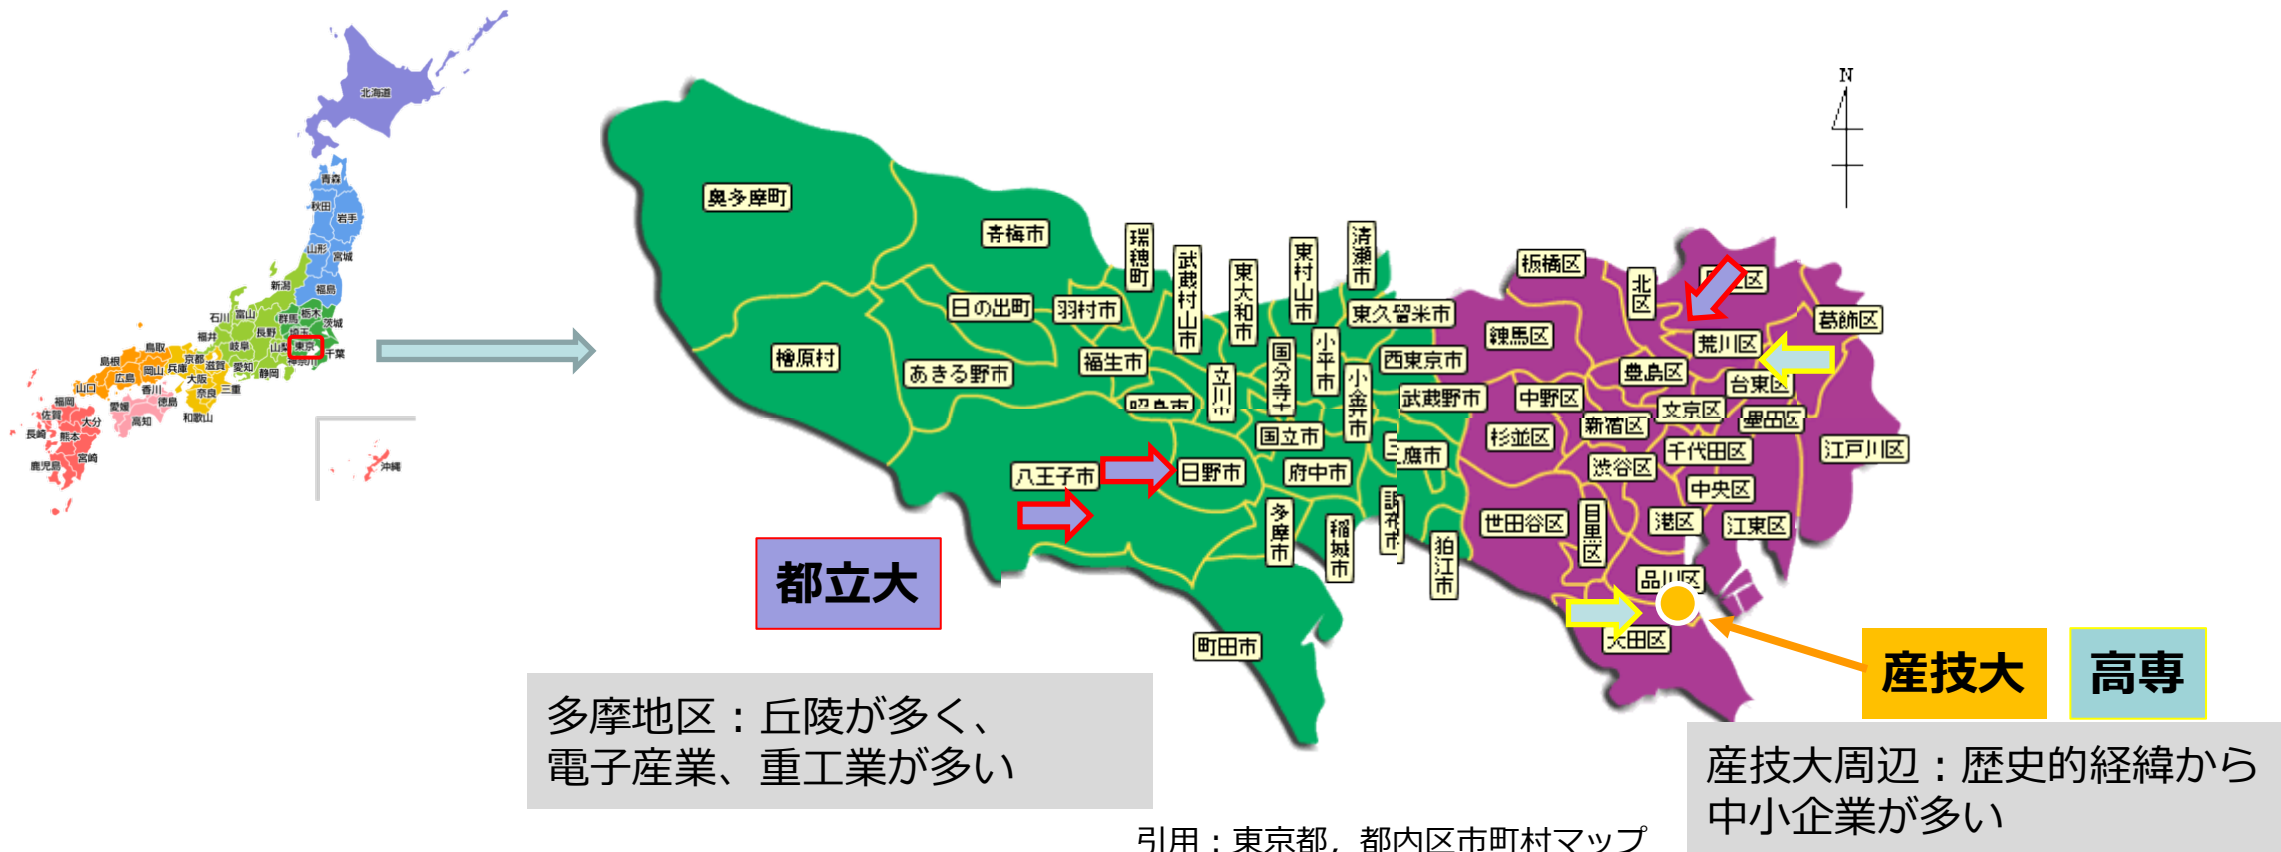 北海道
青森
秋田
岩手
山形
宮城
新潟
福島
石川
富山
群馬
栃木
茨城
福井
長野
埼玉
岐阜
山梨
東京
千葉
神奈川
愛知
静岡
島根
鳥取
京都
滋賀
広島
岡山
兵庫
大阪
奈良
三重
山口
香川
徳島
愛媛
高知
和歌山
福岡
佐賀
大分
長崎
熊本
宮崎
鹿児島
沖縄
N
奥多摩町
青梅市
瑞穂町
武蔵村山市
東大和市
東村山市
清瀬市
日の出町
羽村市
東久留米市
檜原村
あきる野市
福生市
立川市
国分寺市
小平市
小金井市
西東京市
昭島市
武蔵野市
国立市
八王子市
日野市
府中市
三鷹市
多摩市
稲城市
調布市
狛江市
町田市
板橋区
北区
葛飾区
練馬区
荒川区
豊島区
台東区
中野区
文京区
墨田区
杉並区
新宿区
千代田区
江戸川区
渋谷区
中央区
世田谷区
目黒区
港区
江東区
品川区
大田区
都立大
産技大
高専
多摩地区：丘陵が多く、
電子産業、重工業が多い
産技大周辺：歴史的経緯から
中小企業が多い
引用：東京都，都内区市町村マップ